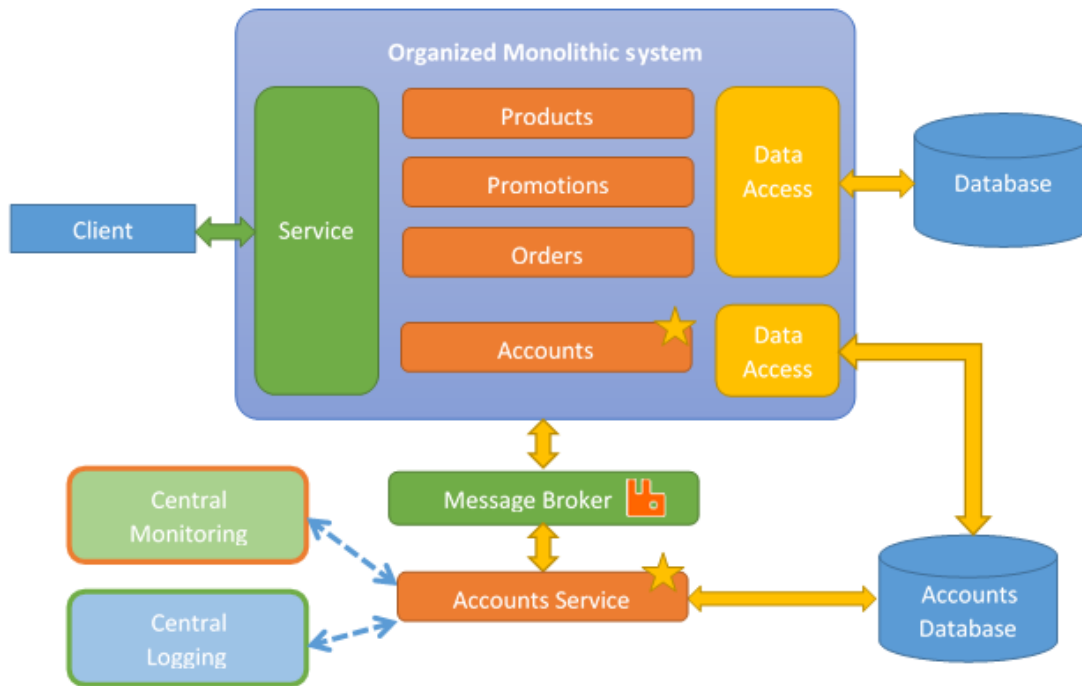 Organized Monolithic system
Products
Promotions
Orders
Accounts
Service
Client
Data
Access
Data
Access
Database
Message Broker
Central
Monitoring
Central
Logging
Accounts Service
Accounts
Database